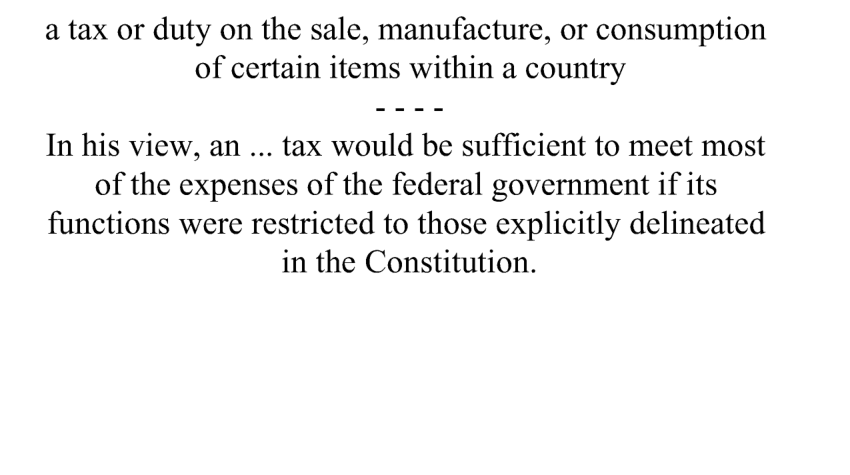 a tax or duty on the sale, manufacture, or consumption
of certain items within a country
- - - -
In his view, an ... tax would be sufficient to meet most
of the expenses of the federal government if its
functions were restricted to those explicitly delineated
in the Constitution.